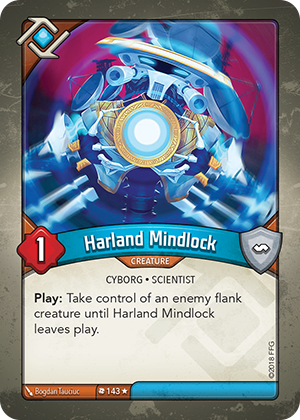 Harland Mindlock
CREATURE
1
CYBORG • SCIENTIST
Play: Take control of an enemy flank
creature until Harland Mindlock
leaves play.
©2018 FFG
Bogdan Tauciuc
143★